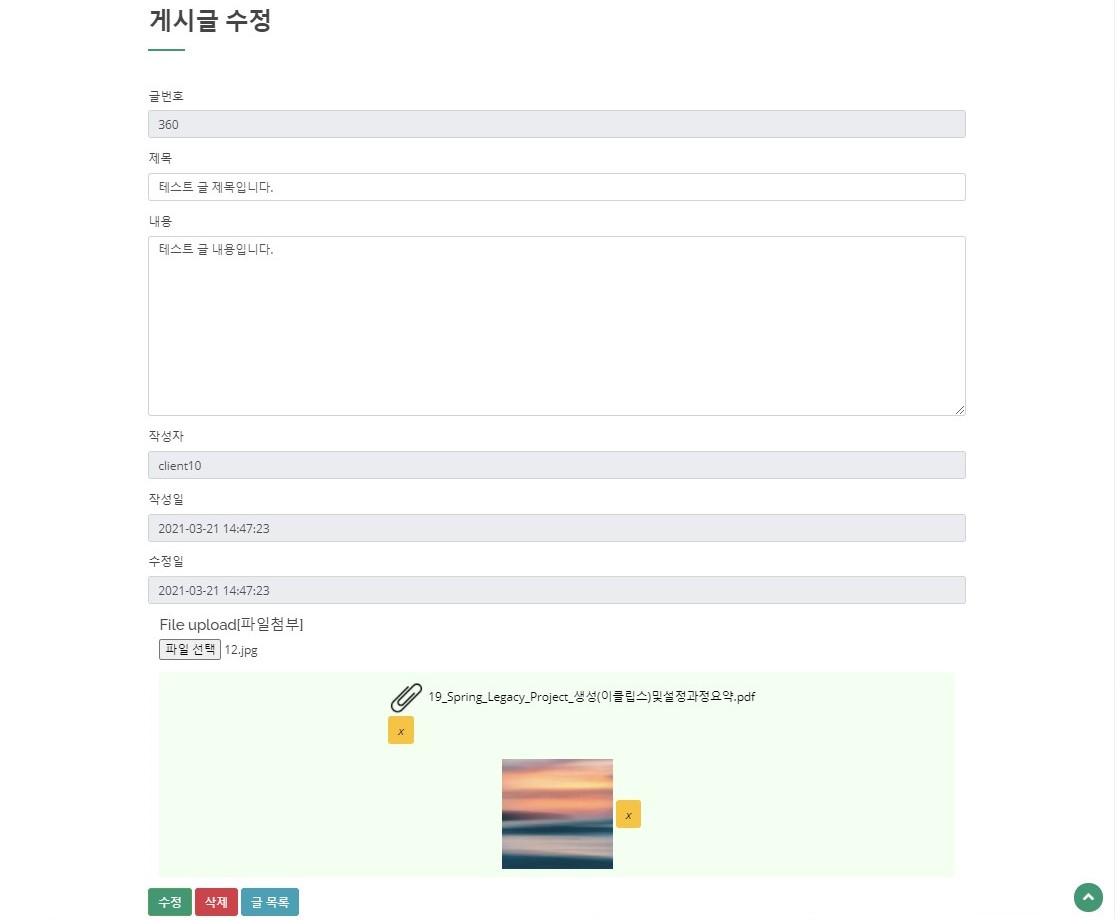 게시글 수정
글번호
360
제목
테스트 글 제목입니다.
내용
테스트 글 내용입니다.
작성자
client10
작성일
2021-03-21 14:47:23
수정일
2021-03-21 14:47:23
File upload[파일첨부]
파일 선택 12.jpg
19_Spring_Legacy_Project_생성(이클립스)및설정과정요약.pdf
x
x
수정 삭제 글 목록